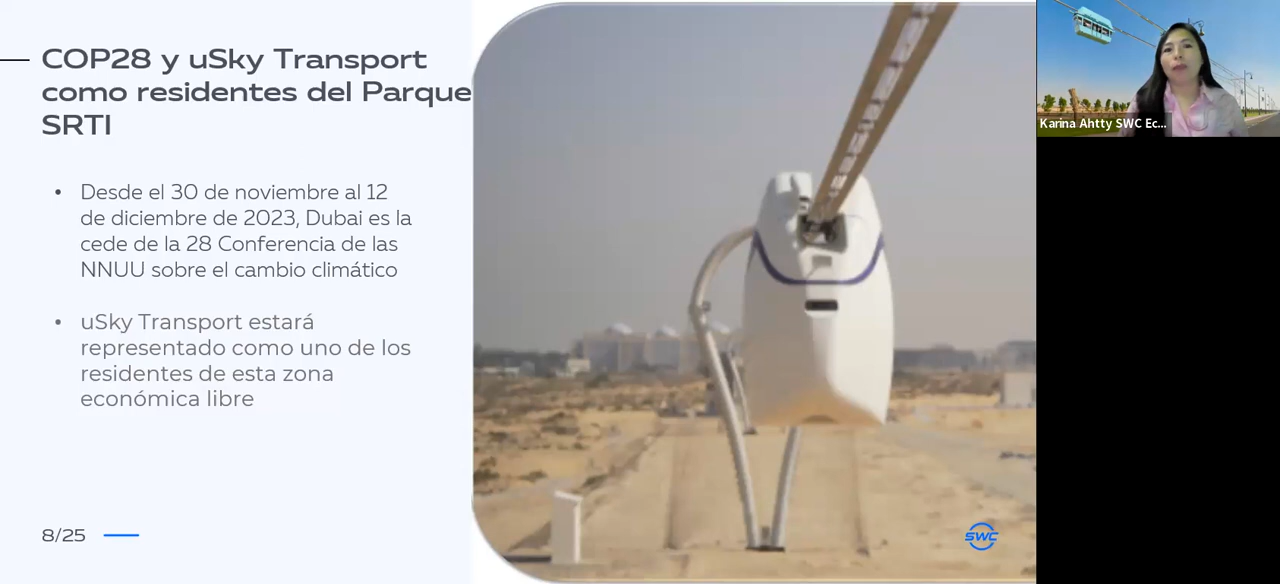 COP28 y uSky Transport
como residentes del Parque
SRTI
• Desde el 30 de noviembre al 12
de diciembre de 2023, Dubai es la
cede de la 28 Conferencia de las
NNUU sobre el cambio climático
• uSky Transport estará
representado como uno de los
residentes de esta zona
económica libre
8/25
SWC
Karina Ahtty SWC Ec...